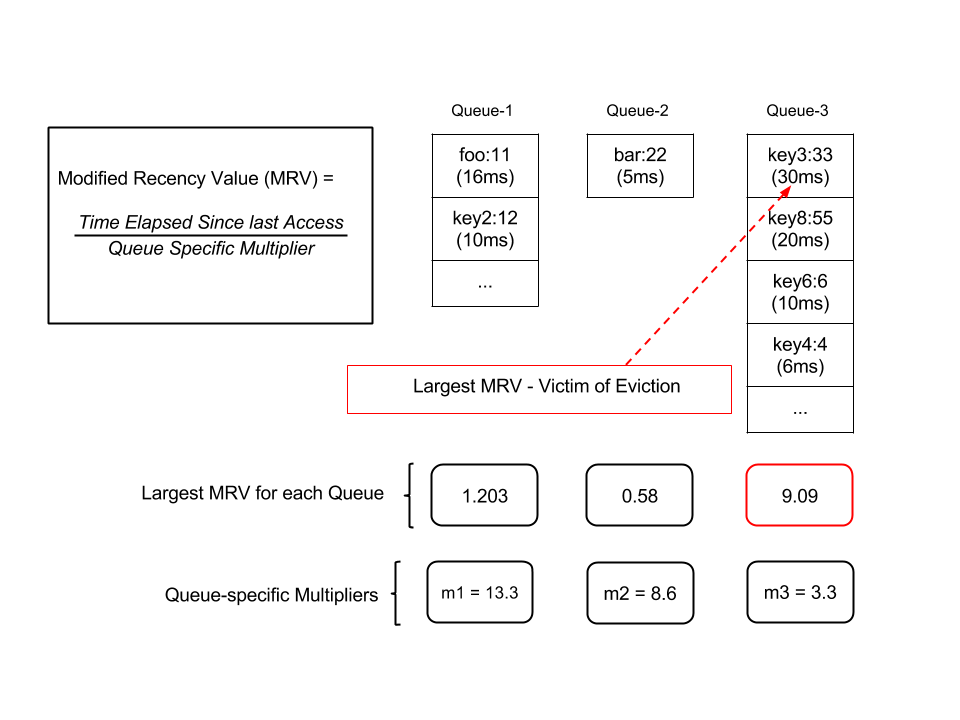 Queue-1
Queue-2
Queue-3
Modified Recency Value (MRV) =
Time Elapsed Since last Access
Queue Specific Multiplier
foo:11
(16ms)
key2:12
(10ms)
...
bar:22
(5ms)
key3:33
(30ms)
key8:55
(20ms)
key6:6
(10ms)
key4:4
(6ms)
...
Largest MRV - Victim of Eviction
Largest MRV for each Queue
1.203
0.58
9.09
Queue-specific Multipliers
m1 = 13.3
m2 = 8.6
m3 = 3.3